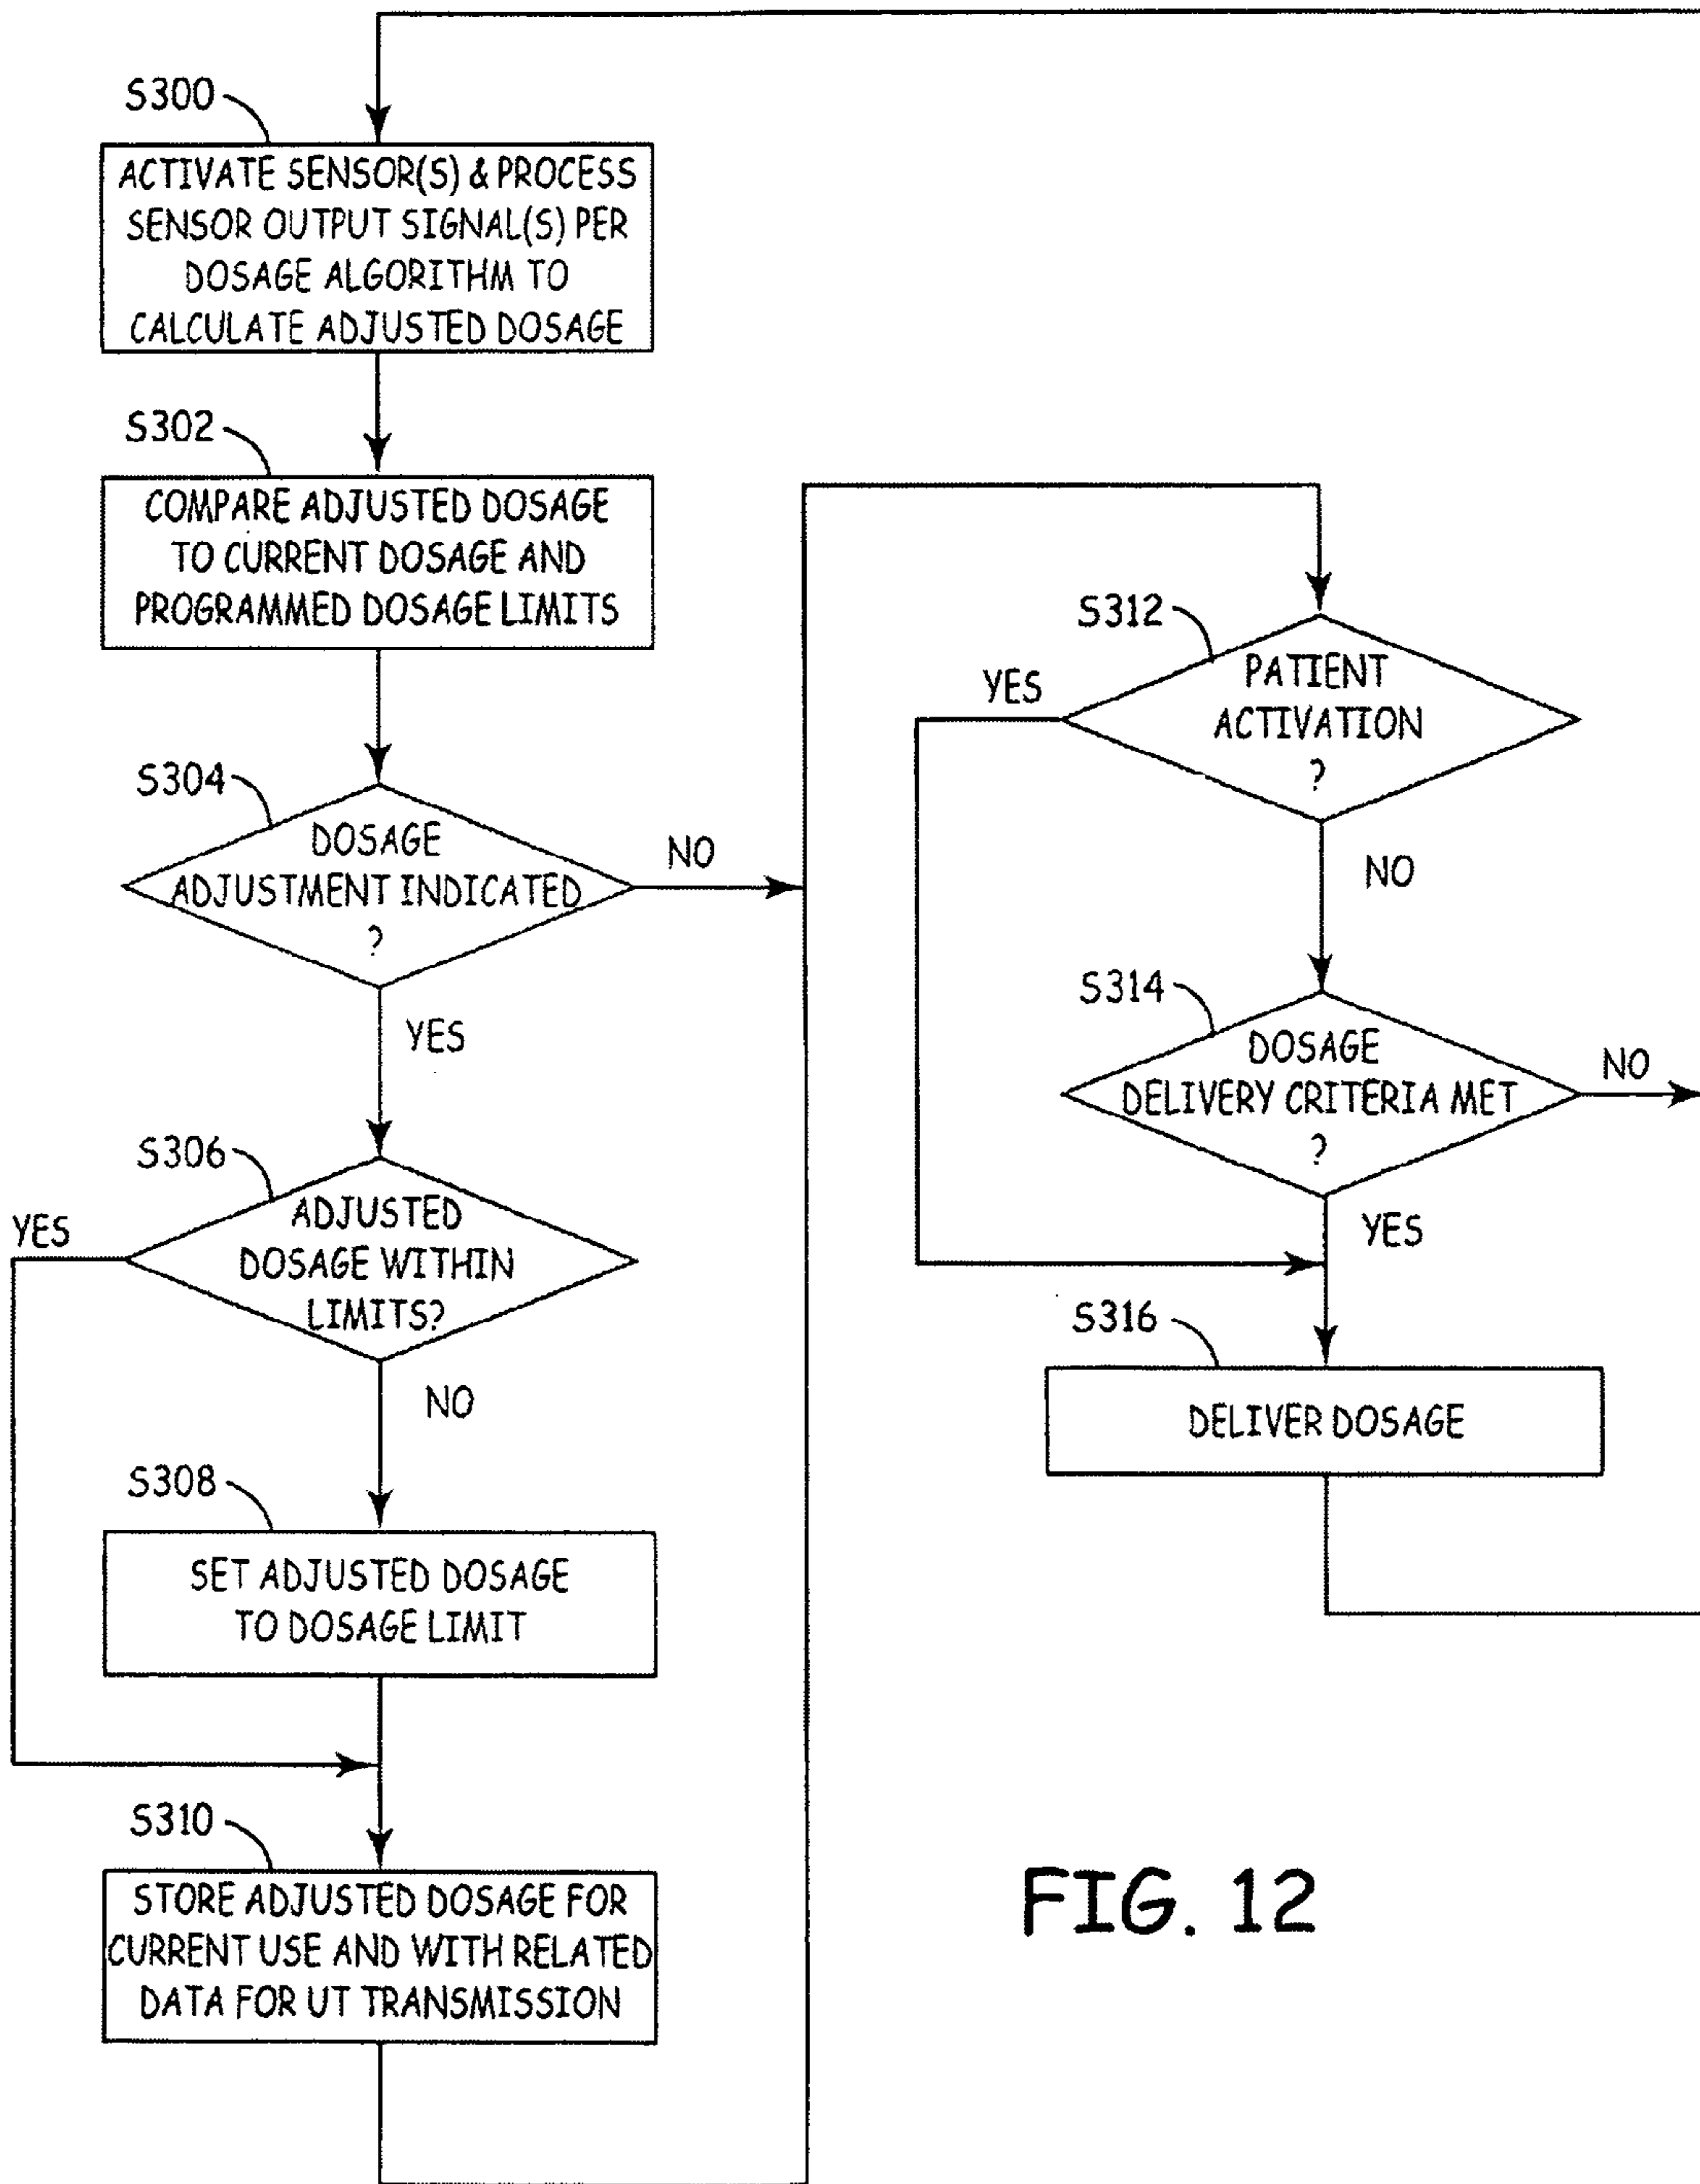 S300
ACTIVATE SENSOR(S) & PROCESS
SENSOR OUTPUT SIGNAL(S) PER
DOSAGE ALGORITHM TO
CALCULATE ADJUSTED DOSAGE
S302
COMPARE ADJUSTED DOSAGE
TO CURRENT DOSAGE AND
PROGRAMMED DOSAGE LIMITS
S304
DOSAGE
ADJUSTMENT INDICATED
?
NO
YES
S306
YES
ADJUSTED
DOSAGE WITHIN
LIMITS?
NO
S308
SET ADJUSTED DOSAGE
TO DOSAGE LIMIT
S310
STORE ADJUSTED DOSAGE FOR
CURRENT USE AND WITH RELATED
DATA FOR UT TRANSMISSION
S312
YES
PATIENT
ACTIVATION
?
NO
S314
DOSAGE
DELIVERY CRITERIA MET
?
NO
YES
S316
DELIVER DOSAGE
FIG. 12